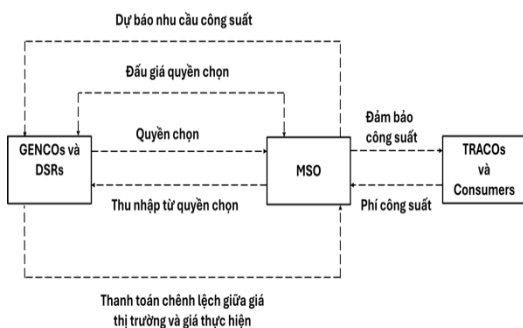 Dự báo nhu cầu công suất
Đấu giá quyền chọn
Quyền chọn
Đảm bảo
công suất
GENCOs và
DSRs
MSO
TRACOs
và
Consumers
Thu nhập từ quyền chọn
Phí công suất
Thanh toán chênh lệch giữa giá
thị trường và giá thực hiện